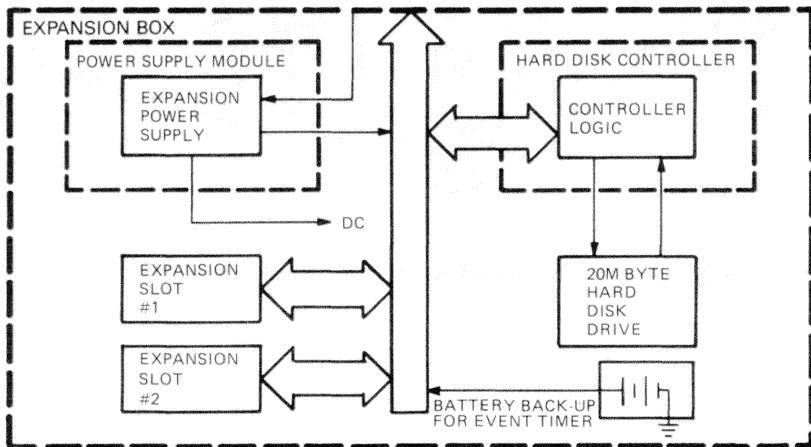 EXPANSION BOX
POWER SUPPLY MODULE
EXPANSION
POWER
SUPPLY
DC
HARD DISK CONTROLLER
CONTROLLER
LOGIC
EXPANSION
SLOT
#1
20M BYTE
HARD
DISK
DRIVE
EXPANSION
SLOT
#2
BATTERY BACK-UP
FOR EVENT TIMER